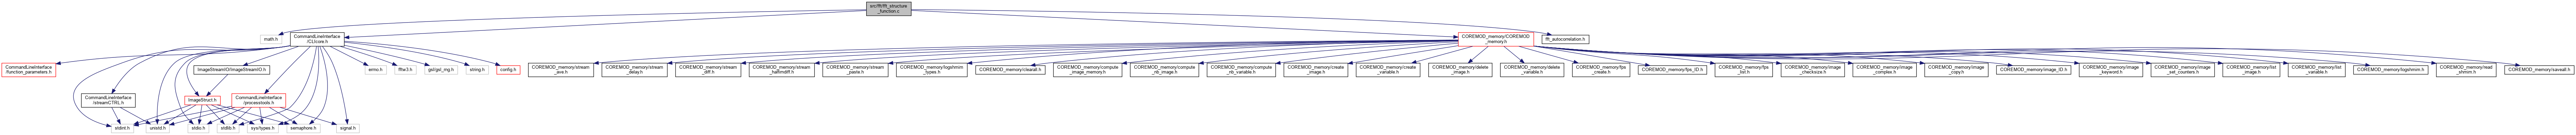 src/fft/fft_structure
_function.c
math.h
CommandLineInterface
/CLIcore.h
COREMOD_memory/COREMOD
_memory.h
fft_autocorrelation.h
CommandLineInterface
/function_parameters.h
ImageStreamIO/ImageStreamIO.h
errno.h
fftw3.h
gsl/gsl_rng.h
string.h
config.h
COREMOD_memory/stream
_ave.h
COREMOD_memory/stream
_delay.h
COREMOD_memory/stream
_diff.h
COREMOD_memory/stream
_halfimdiff.h
COREMOD_memory/stream
_paste.h
COREMOD_memory/logshmim
_types.h
COREMOD_memory/clearall.h
COREMOD_memory/compute
_image_memory.h
COREMOD_memory/compute
_nb_image.h
COREMOD_memory/compute
_nb_variable.h
COREMOD_memory/create
_image.h
COREMOD_memory/create
_variable.h
COREMOD_memory/delete
_image.h
COREMOD_memory/delete
_variable.h
COREMOD_memory/fps
_create.h
COREMOD_memory/fps_ID.h
COREMOD_memory/fps
_list.h
COREMOD_memory/image
_checksize.h
COREMOD_memory/image
_complex.h
COREMOD_memory/image
_copy.h
COREMOD_memory/image_ID.h
COREMOD_memory/image
_keyword.h
COREMOD_memory/image
_set_counters.h
COREMOD_memory/list
_image.h
COREMOD_memory/list
_variable.h
COREMOD_memory/logshmim.h
COREMOD_memory/read
_shmim.h
COREMOD_memory/saveall.h
CommandLineInterface
/streamCTRL.h
ImageStruct.h
CommandLineInterface
/processtools.h
stdint.h
unistd.h
stdio.h
stdlib.h
sys/types.h
semaphore.h
signal.h